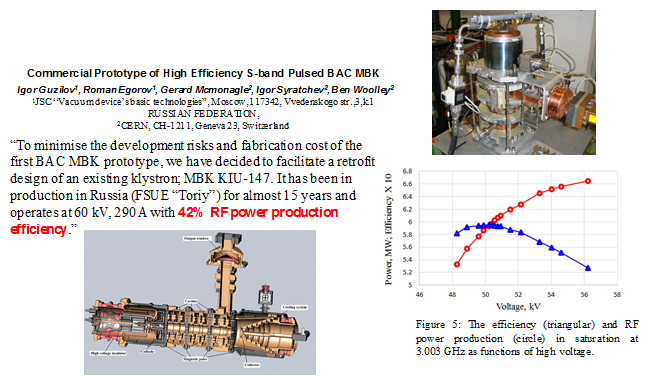 Commercial Prototype of High Efficiency S-band Pulsed BAC MBK
Igor Guzilov¹, Roman Egorov¹, Gerard Mcmonagle², Igor Syratchev², Ben Woolley²
¹JSC "Vacuum device's basic technologies", Moscow,117342, Vvedenskogo str.,3,k.1
RUSSIAN FEDERATION,
²CERN, CH-1211, Geneva 23, Switzerland
"To minimise the development risks and fabrication cost of the
first BAC MBK prototype, we have decided to facilitate a retrofit
design of an existing klystron; MBK KIU-147. It has been in
production in Russia (FSUE "Toriy") for almost 15 years and
operates at 60 kV, 290 A with 42% RF power production
efficiency."
Output window
Cavities
Cooling system
High voltage insulator
Cathode
Magnetic poles
Collector
Power, MW; Efficiency X 10
6.8
6.6
6.4
6.2
6
5.8
5.6
5.4
5.2
5
46 48 50 52 54 56 58
Voltage, kV
Figure 5: The efficiency (triangular) and RF
power production (circle) in saturation at
3.003 GHz as functions of high voltage.